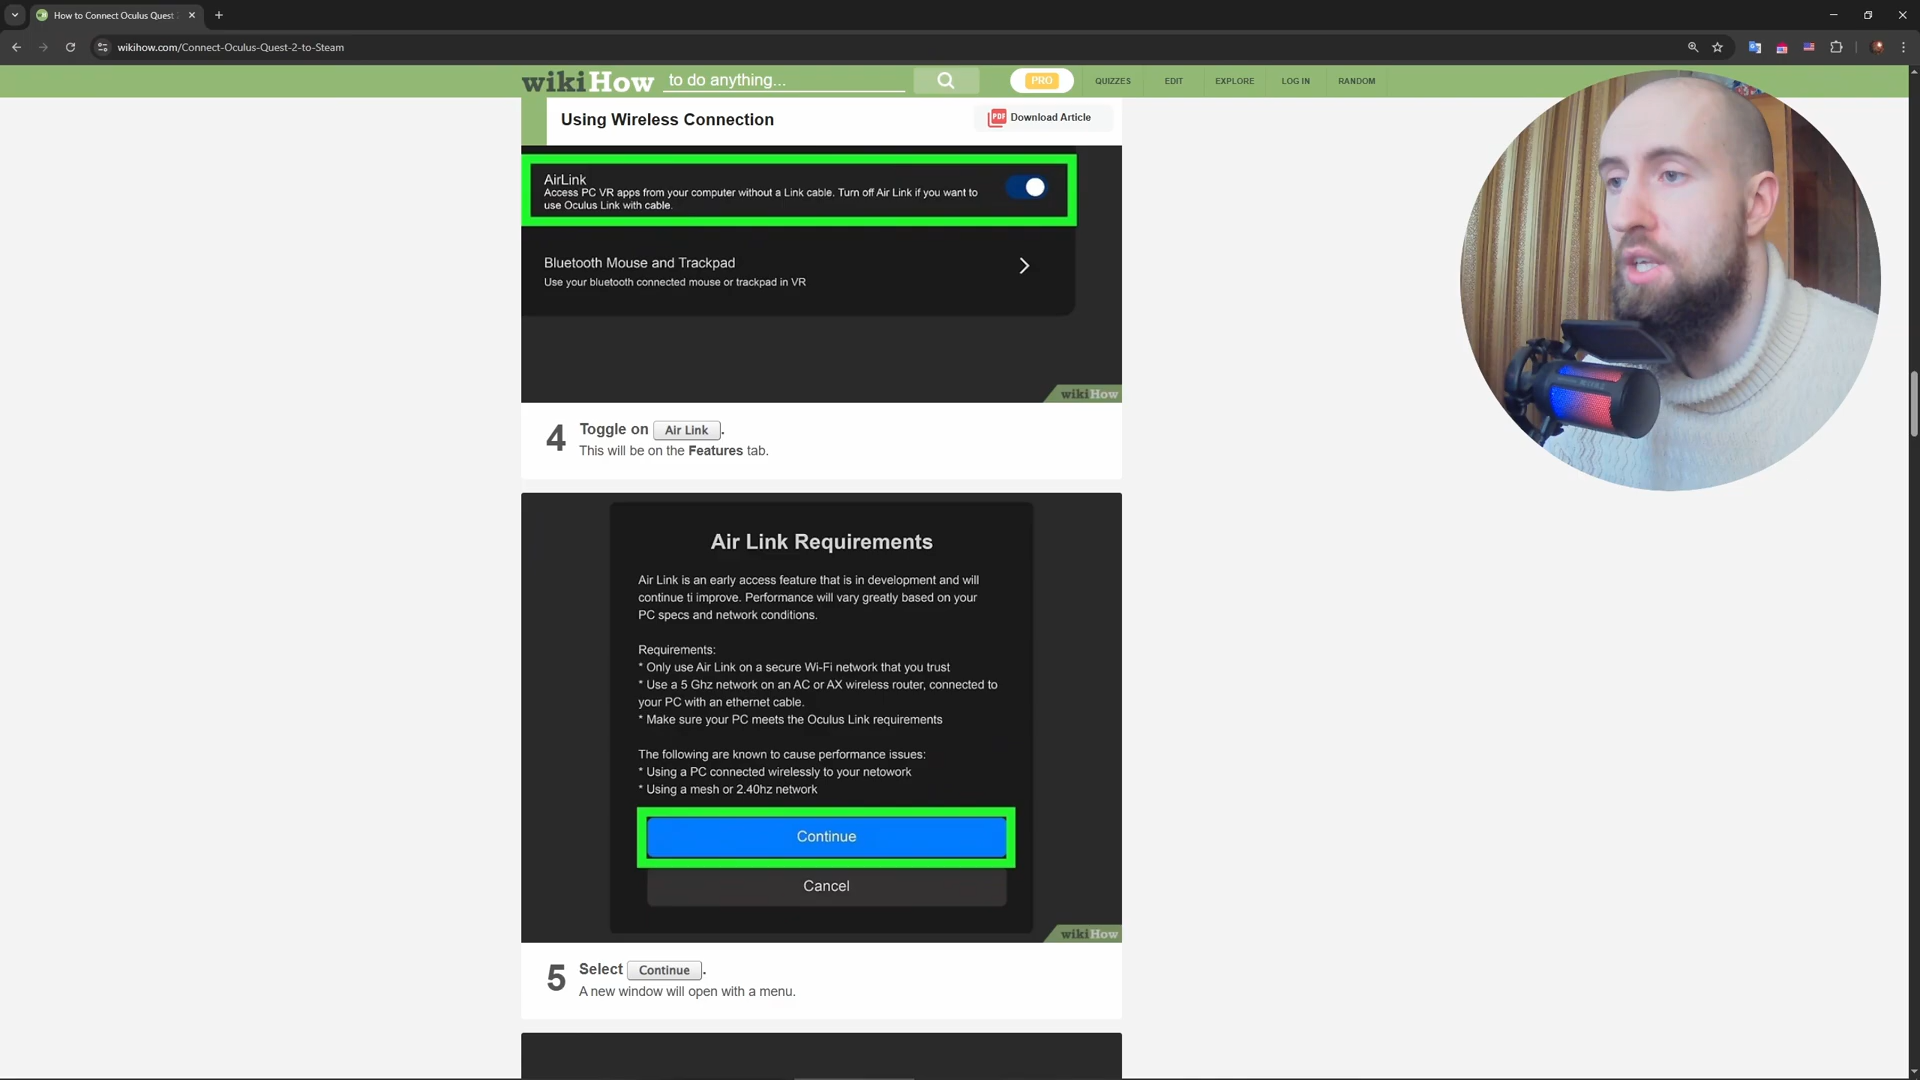 How to Connect Oculus Quest
wikihow.com/Connect-Oculus-Quest-2-to-Steam
wikiHow to do anything... PRO QUIZZES EDIT EXPLORE LOG IN RANDOM
Using Wireless Connection
PDF Download Article
AirLink
Access PC VR apps from your computer without a Link cable. Turn off Air Link if you want to
use Oculus Link with cable.
Bluetooth Mouse and Trackpad
Use your bluetooth connected mouse or trackpad in VR
wikiHow
4 Toggle on Air Link .
This will be on the Features tab.
Air Link Requirements
Air Link is an early access feature that is in development and will
continue ti improve. Performance will vary greatly based on your
PC specs and network conditions.
Requirements:
* Only use Air Link on a secure Wi-Fi network that you trust
* Use a 5 Ghz network on an AC or AX wireless router, connected to
your PC with an ethernet cable.
* Make sure your PC meets the Oculus Link requirements
The following are known to cause performance issues:
* Using a PC connected wirelessly to your netowork
* Using a mesh or 2.40hz network
Continue
Cancel
wikiHow
5 Select Continue .
A new window will open with a menu.